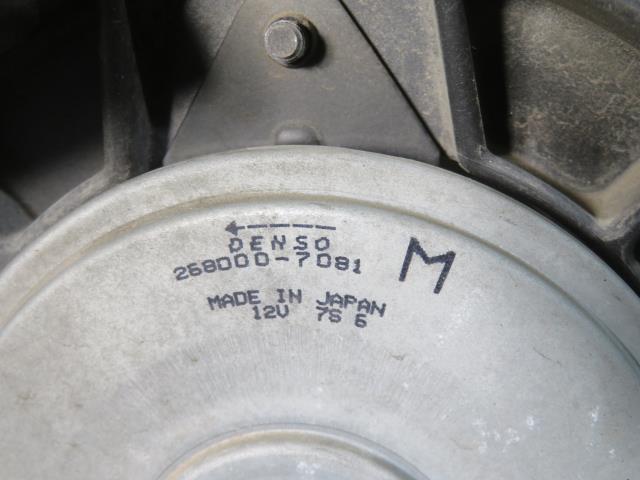 DENSO
268000-7081
M
MADE IN JAPAN
12V 7S 6